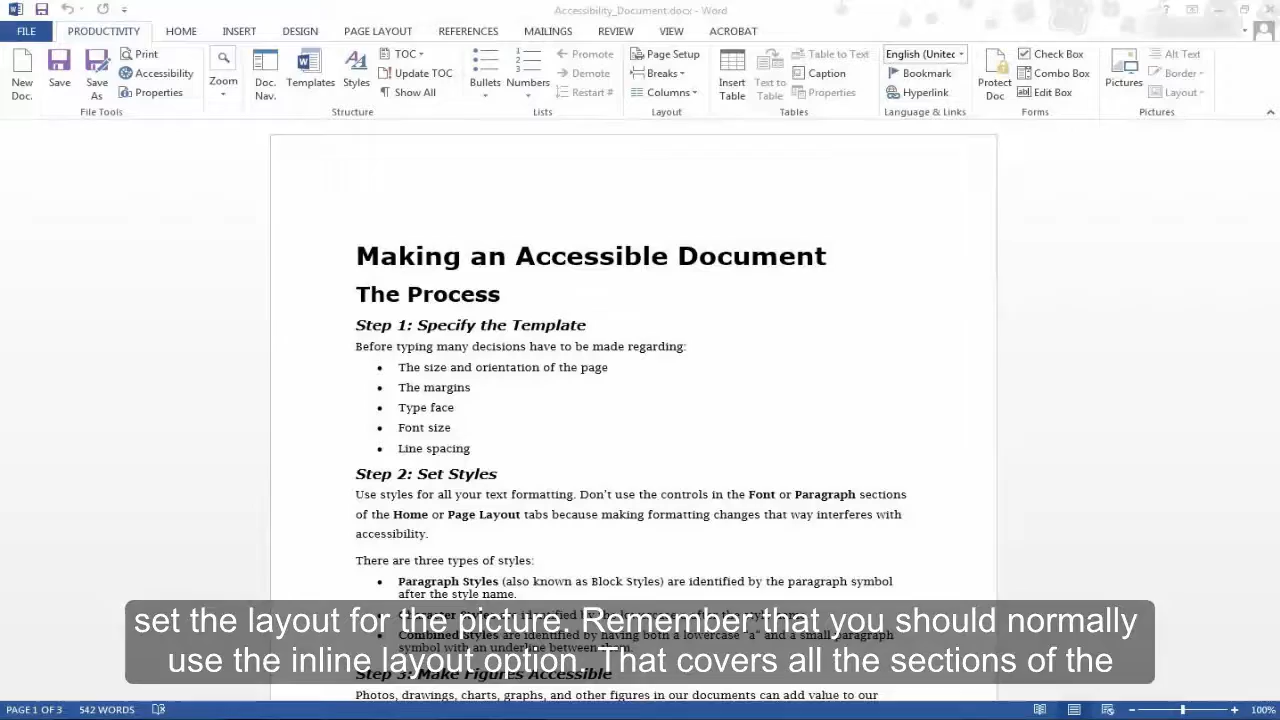 Accessibility_Document.docx - Word
FILE PRODUCTIVITY HOME INSERT DESIGN PAGE LAYOUT REFERENCES MAILINGS REVIEW VIEW ACROBAT
New Doc. Save Save As Print Accessibility Properties Zoom
File Tools
Doc. Nav. Templates Styles TOC Update TOC Show All
Structure
Bullets Numbers Promote Demote Restart #
Lists
Page Setup Breaks Columns
Layout
Insert Table Text to Table Table to Text Caption Properties
Tables
English (Unitec Bookmark Hyperlink
Language & Links
Protect Doc Check Box Combo Box Edit Box
Forms
Pictures Alt Text Border Layout
Pictures
Making an Accessible Document
The Process
Step 1: Specify the Template
Before typing many decisions have to be made regarding:
• The size and orientation of the page
• The margins
• Type face
• Font size
• Line spacing
Step 2: Set Styles
Use styles for all your text formatting. Don't use the controls in the Font or Paragraph sections
of the Home or Page Layout tabs because making formatting changes that way interferes with
accessibility.
There are three types of styles:
• Paragraph Styles (also known as Block Styles) are identified by the paragraph symbol
after the style name.
• Combined Styles are identified by having both a lowercase "a" and a small paragraph
symbol with an underline between them.
Step 3: Make Figures Accessible
Photos, drawings, charts, graphs, and other figures in our documents can add value to our
set the layout for the picture. Remember that you should normally
use the inline layout option. That covers all the sections of the
PAGE 1 OF 3 542 WORDS 100%